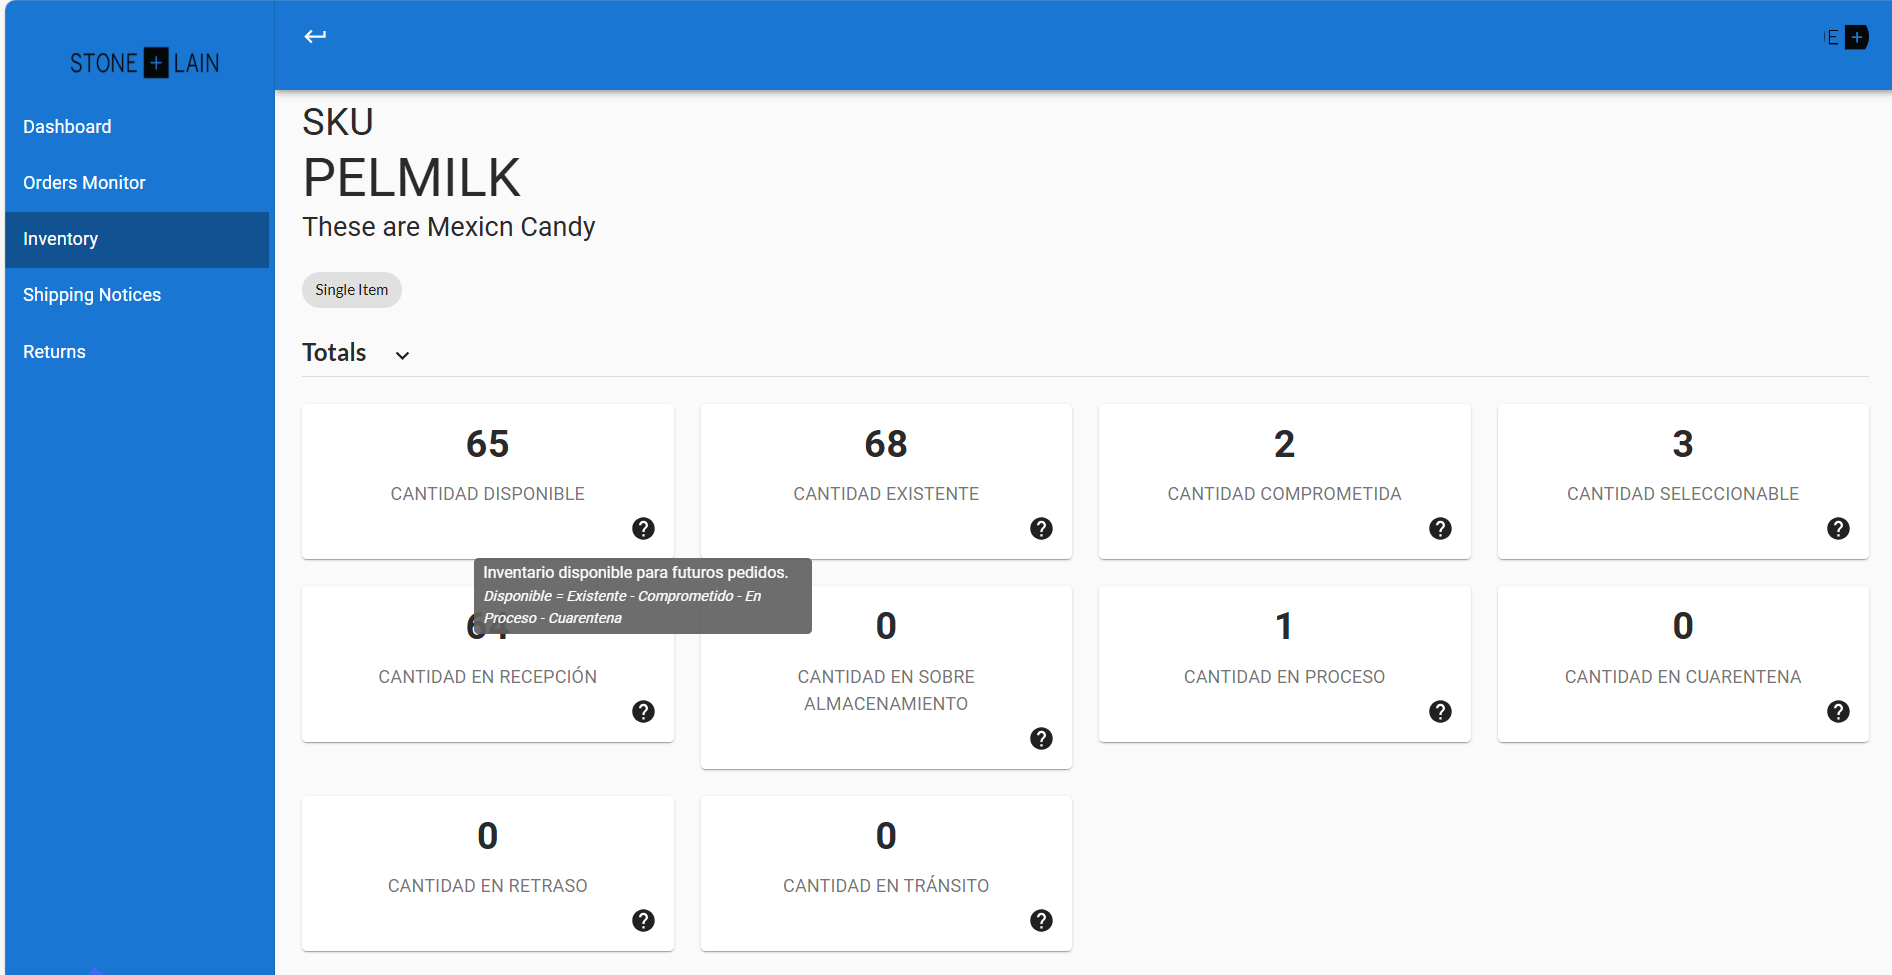 STONE + LAIN
E +
Dashboard
Orders Monitor
Inventory
Shipping Notices
Returns
SKU
PELMILK
These are Mexicn Candy
Single Item
Totals
65
CANTIDAD DISPONIBLE
?
68
CANTIDAD EXISTENTE
?
2
CANTIDAD COMPROMETIDA
?
3
CANTIDAD SELECCIONABLE
?
Inventario disponible para futuros pedidos.
Disponible = Existente - Comprometido - En
Proceso - Cuarentena
64
CANTIDAD EN RECEPCIÓN
?
0
CANTIDAD EN SOBRE
ALMACENAMIENTO
?
1
CANTIDAD EN PROCESO
?
0
CANTIDAD EN CUARENTENA
?
0
CANTIDAD EN RETRASO
?
0
CANTIDAD EN TRÁNSITO
?